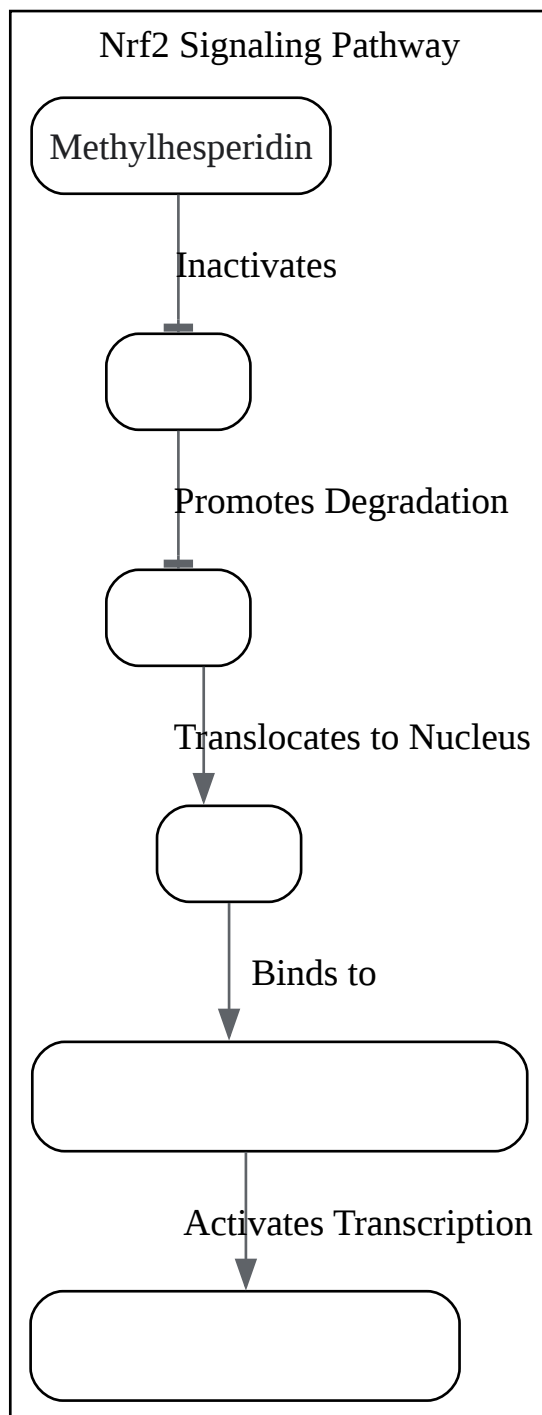 Nrf2 Signaling Pathway
Methylhesperidin
Inactivates
Promotes Degradation
Translocates to Nucleus
Binds to
Activates Transcription